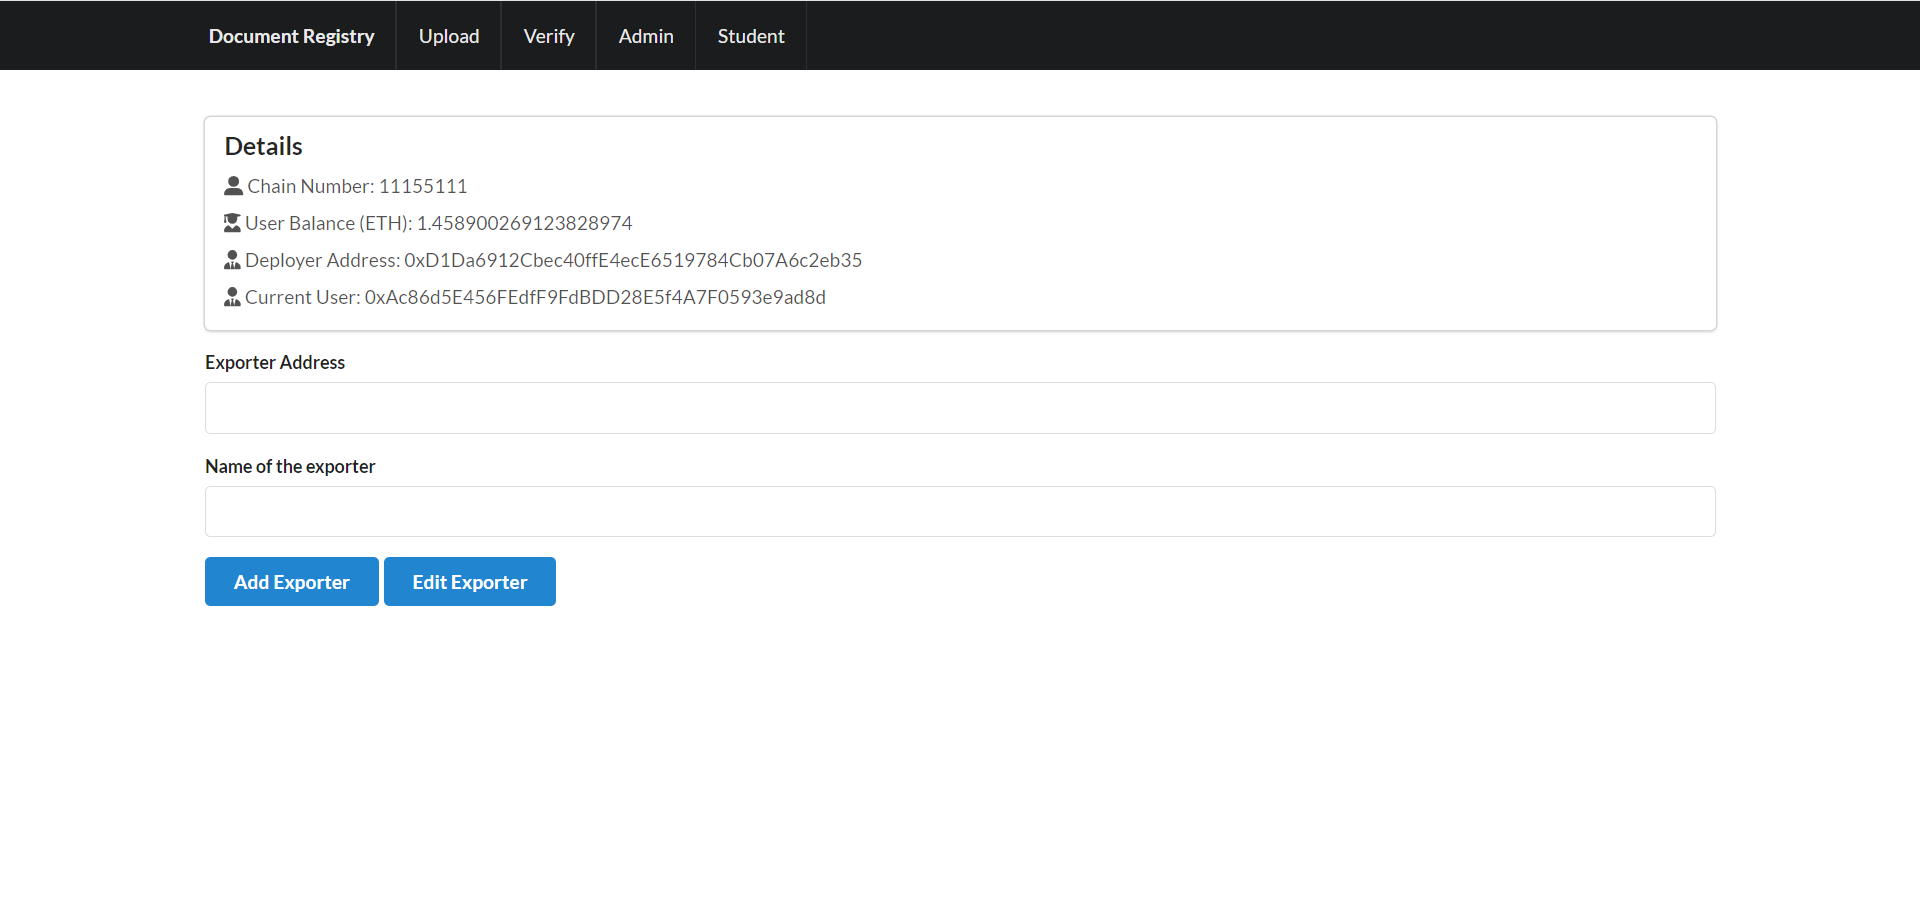 Document Registry Upload Verify Admin Student
Details
Chain Number: 11155111
User Balance (ETH): 1.458900269123828974
Deployer Address: 0xD1Da6912Cbec40ffE4ecE6519784Cb07A6c2eb35
Current User: 0xAc86d5E456FEdfF9FdBDD28E5f4A7F0593e9ad8d
Exporter Address
Name of the exporter
Add Exporter Edit Exporter